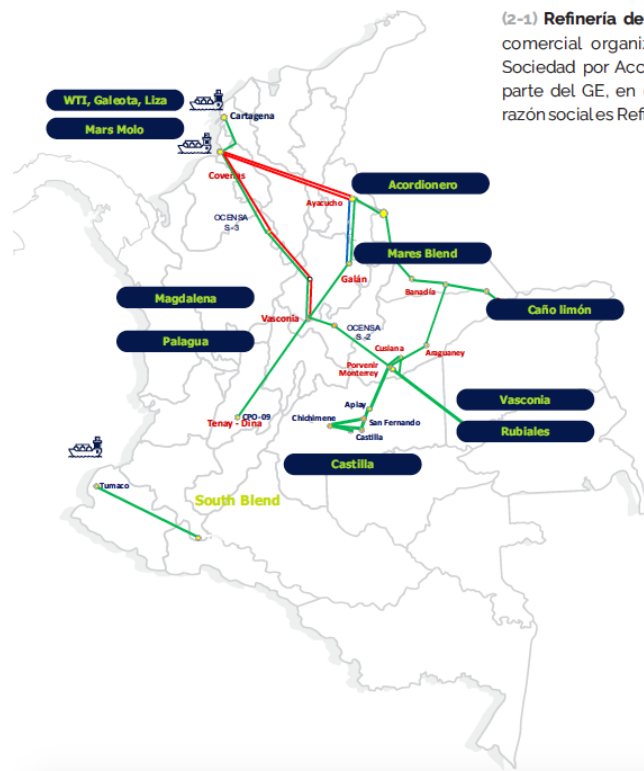 (2-1) Refinería de
comercial organiz
Sociedad por Acc
parte del GE, en
razón social es Refi
WTI, Galeota, Liza
Mars Molo
Cartagena
Coveñas
Acordionero
Ayacucho
OCENSA
S-3
Mares Blend
Galán
Banadía
Magdalena
Caño limón
Vasconía
Palagua
OCENSA
S-2
Cusiana
Araguaney
Porvenir
Monterrey
Vasconia
Apiay
CPO-09
Chichimene
San Fernando
Tenay - Dina
Castilla
Rubiales
Castilla
Tumaco
South Blend